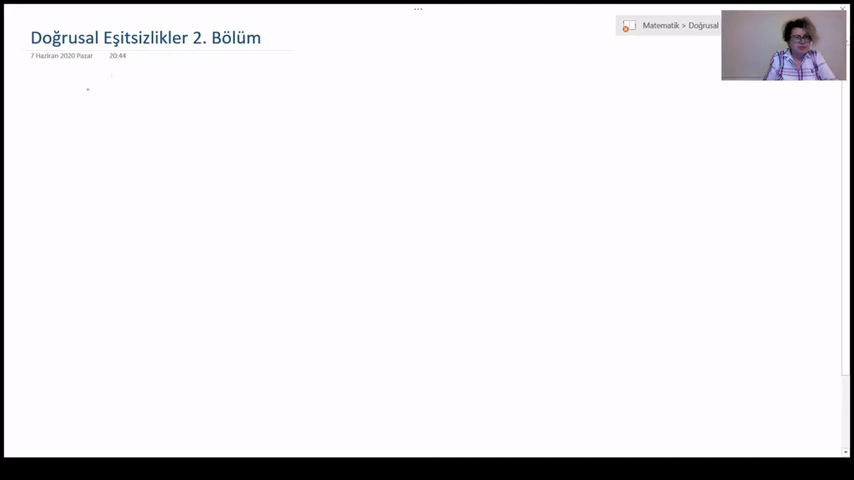 Doğrusal Eşitsizlikler 2. Bölüm
7 Haziran 2020 Pazar 20:44
Matematik > Doğrusal